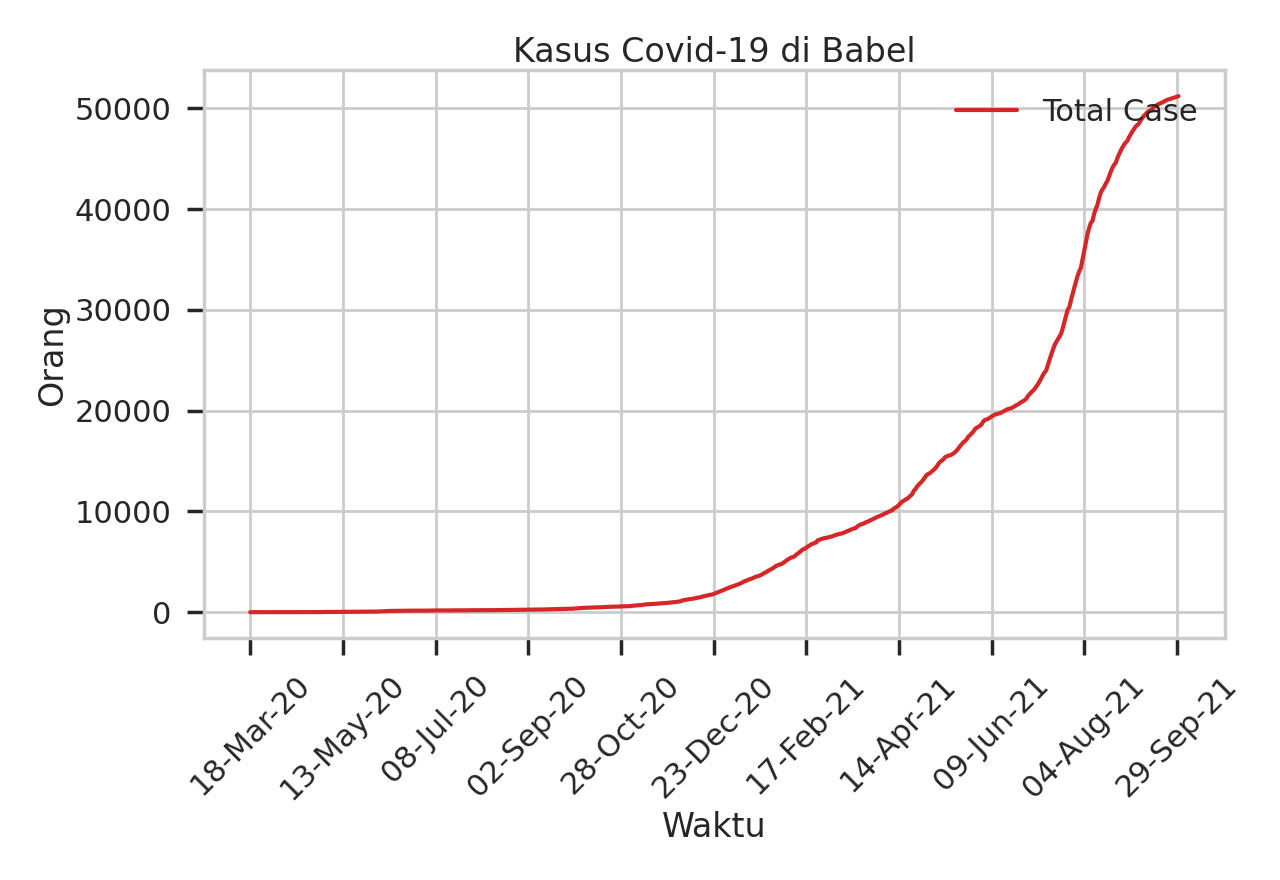 Kasus Covid-19 di Babel
Total Case
50000
40000
30000
20000
10000
0
Orang
18-Mar-20
13-May-20
08-Jul-20
02-Sep-20
28-Oct-20
23-Dec-20
17-Feb-21
14-Apr-21
09-Jun-21
04-Aug-21
29-Sep-21
Waktu